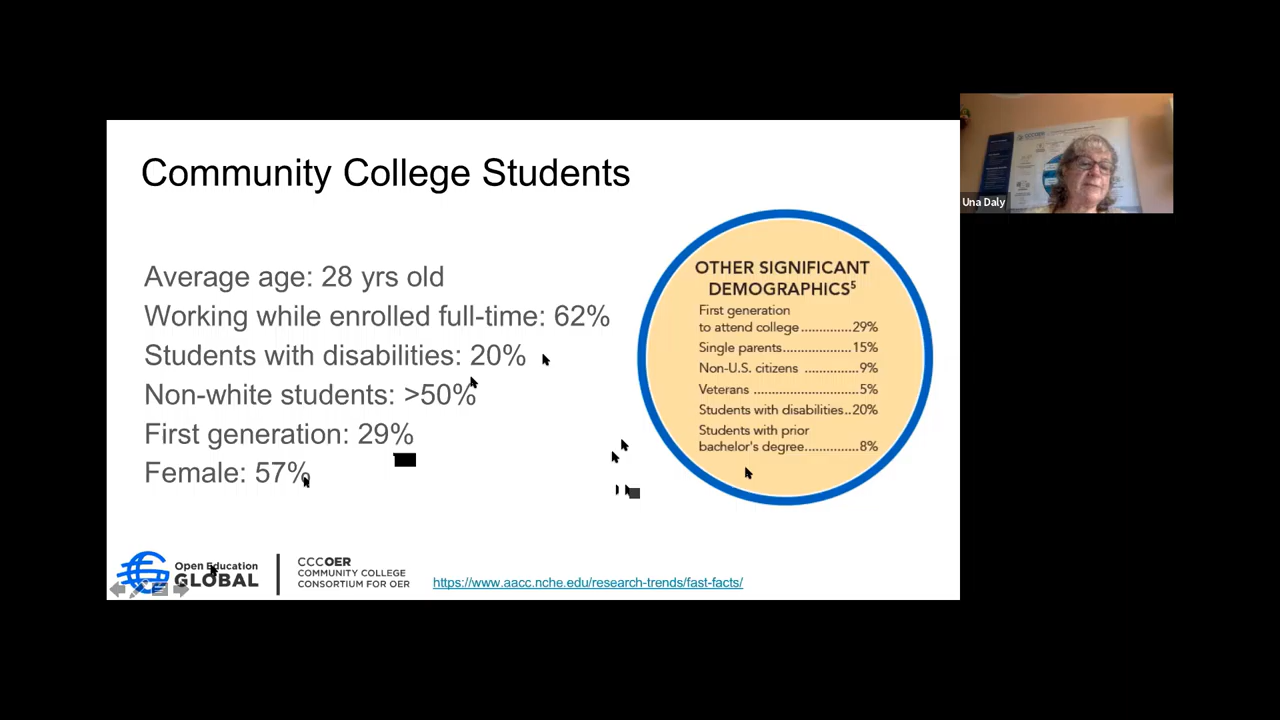 Community College Students
Average age: 28 yrs old
Working while enrolled full-time: 62%
Students with disabilities: 20%
Non-white students: >50%
First generation: 29%
Female: 57%
OTHER SIGNIFICANT
DEMOGRAPHICS5
First generation
to attend college..............29%
Single parents...................15%
Non-U.S. citizens ..............9%
Veterans ...........................5%
Students with disabilities..20%
Students with prior
bachelor's degree..............8%
Open Education
GLOBAL
CCCOER
COMMUNITY COLLEGE
CONSORTIUM FOR OER
https://www.aacc.nche.edu/research-trends/fast-facts/
CCCOER
Una Daly